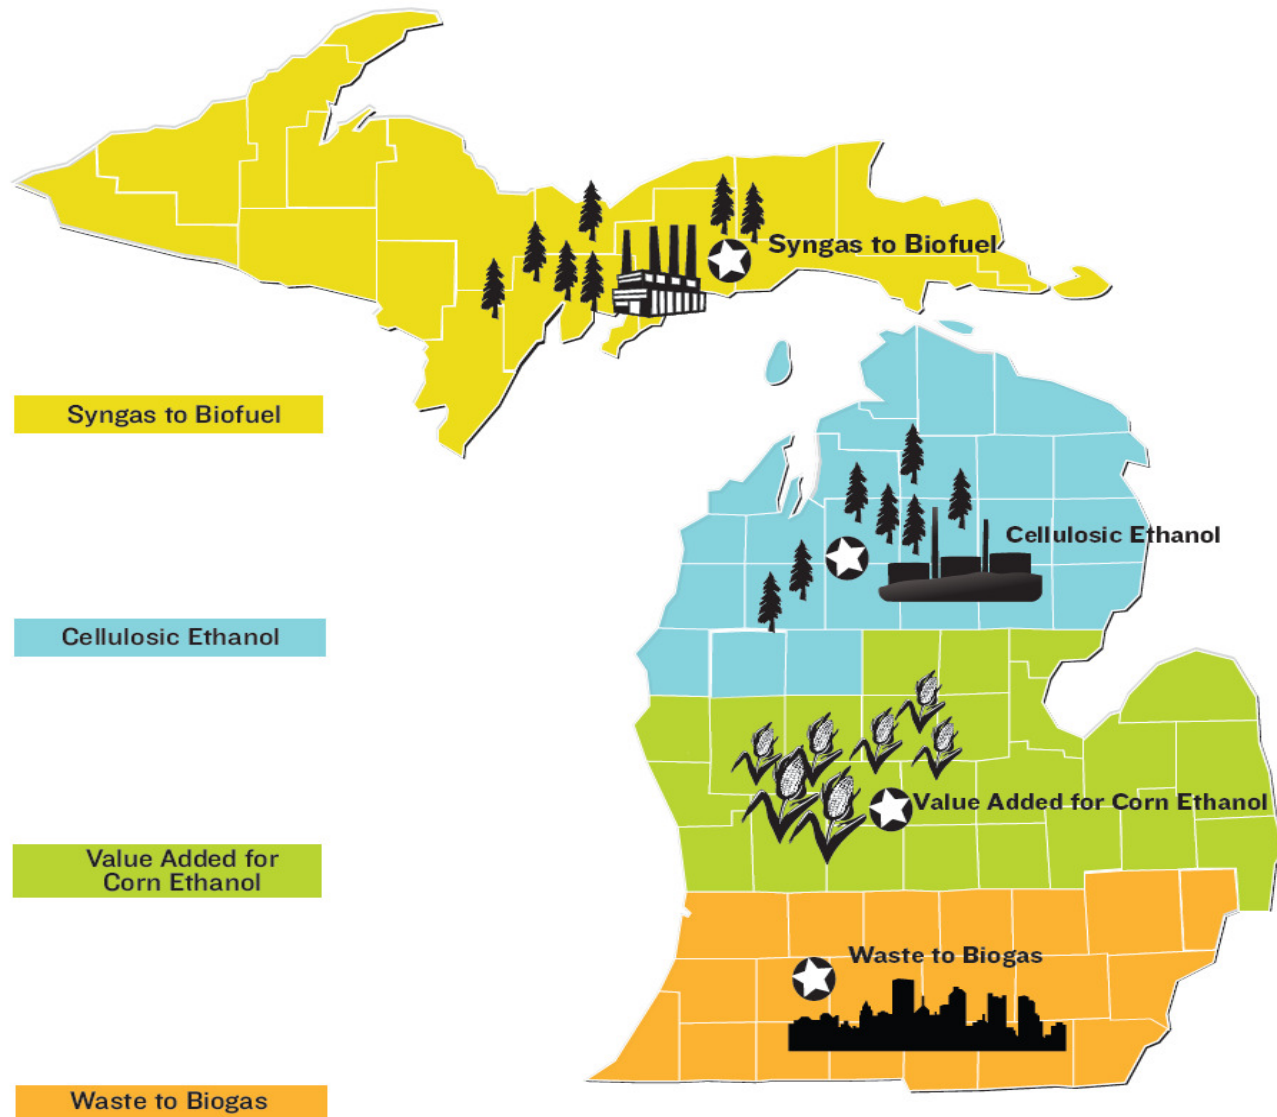 Syngas to Biofuel
Syngas to Biofuel
Cellulosic Ethanol
Cellulosic Ethanol
Value Added for Corn Ethanol
Value Added for
Corn Ethanol
Waste to Biogas
Waste to Biogas